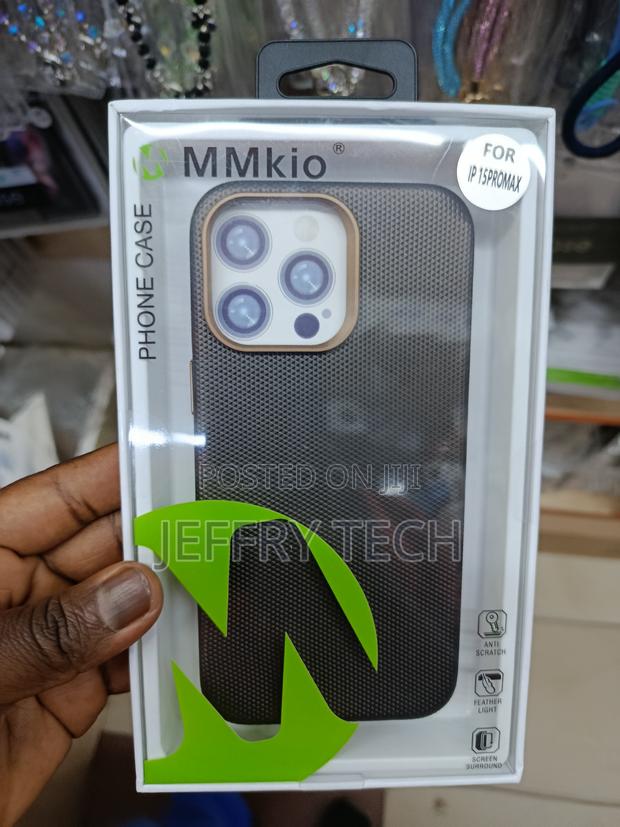 MMkio®
FOR
IP 15PROMAX
PHONE CASE
POSTED ON JIJI
JEFFRY TECH
ANTI
SCRATCH
FEATHER
LIGHT
SCREEN
SURROUND